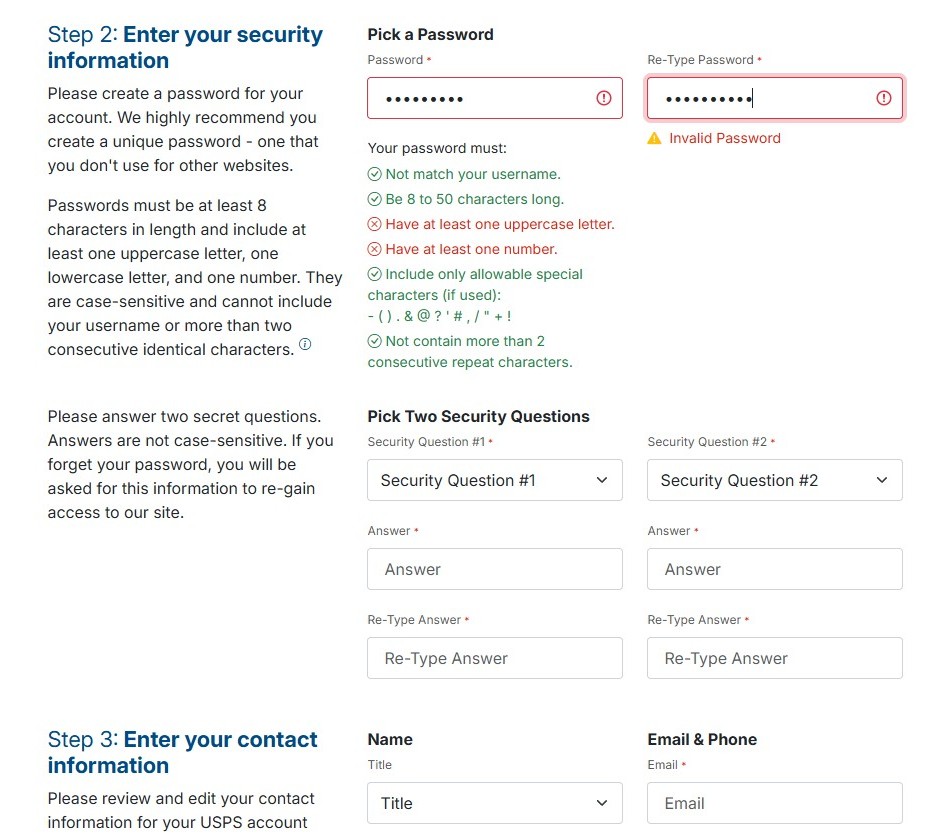 Step 2: Enter your security
information
Please create a password for your
account. We highly recommend you
create a unique password - one that
you don't use for other websites.
Passwords must be at least 8
characters in length and include at
least one uppercase letter, one
lowercase letter, and one number. They
are case-sensitive and cannot include
your username or more than two
consecutive identical characters.
Pick a Password
Password *
•••••••••
Re-Type Password *
••••••••••
Invalid Password
Your password must:
Not match your username.
Be 8 to 50 characters long.
Have at least one uppercase letter.
Have at least one number.
Include only allowable special
characters (if used):
- ( ) . & @ ? ' # , / " + !
Not contain more than 2
consecutive repeat characters.
Please answer two secret questions.
Answers are not case-sensitive. If you
forget your password, you will be
asked for this information to re-gain
access to our site.
Pick Two Security Questions
Security Question #1 *
Security Question #2 *
Security Question #1
Security Question #2
Answer *
Answer *
Answer
Answer
Re-Type Answer *
Re-Type Answer *
Re-Type Answer
Re-Type Answer
Step 3: Enter your contact
information
Please review and edit your contact
information for your USPS account
Name
Title
Title
Email & Phone
Email *
Email